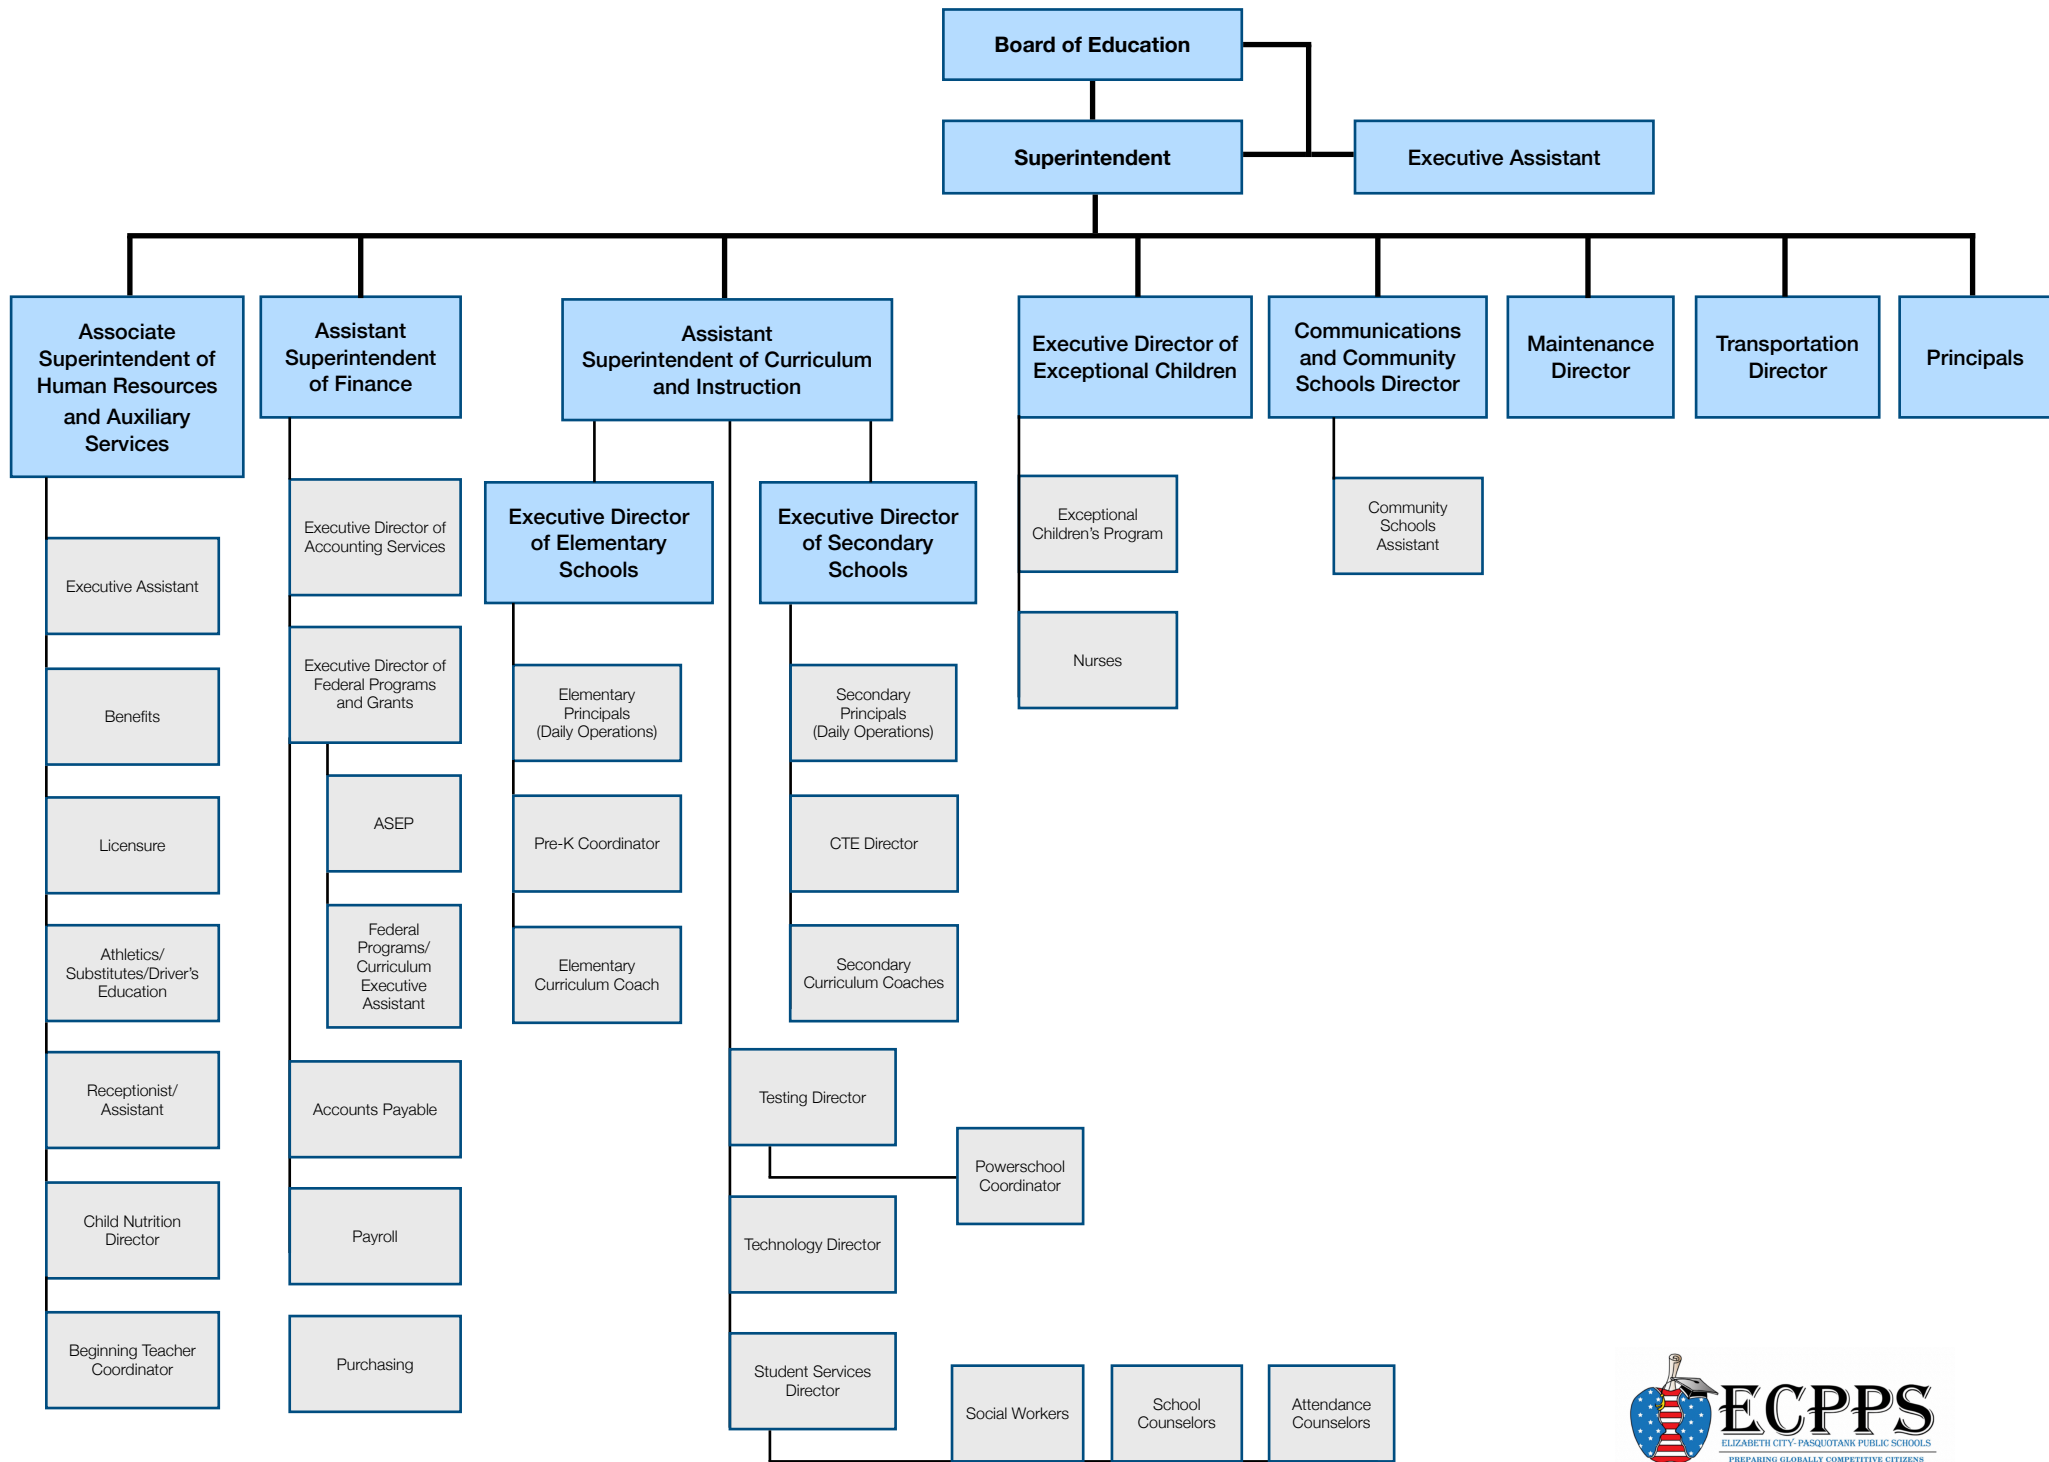 Board of Education
Superintendent
Executive Assistant
Associate
Superintendent of
Human Resources
and Auxiliary
Services
Assistant
Superintendent
of Finance
Assistant
Superintendent of Curriculum
and Instruction
Executive Director of
Exceptional Children
Communications
and Community
Schools Director
Maintenance
Director
Transportation
Director
Principals
Executive Assistant
Benefits
Licensure
Athletics/
Substitutes/Driver’s
Education
Receptionist/
Assistant
Child Nutrition
Director
Beginning Teacher
Coordinator
Executive Director of
Accounting Services
Executive Director of
Federal Programs
and Grants
ASEP
Federal
Programs/
Curriculum
Executive
Assistant
Accounts Payable
Payroll
Purchasing
Executive Director
of Elementary
Schools
Elementary
Principals
(Daily Operations)
Pre-K Coordinator
Elementary
Curriculum Coach
Executive Director
of Secondary
Schools
Secondary
Principals
(Daily Operations)
CTE Director
Secondary
Curriculum Coaches
Testing Director
Powerschool
Coordinator
Technology Director
Student Services
Director
Social Workers
School
Counselors
Attendance
Counselors
Exceptional
Children’s Program
Nurses
Community
Schools
Assistant
ECPPS
ELIZABETH CITY-PASQUOTANK PUBLIC SCHOOLS
PREPARING GLOBALLY COMPETITIVE CITIZENS